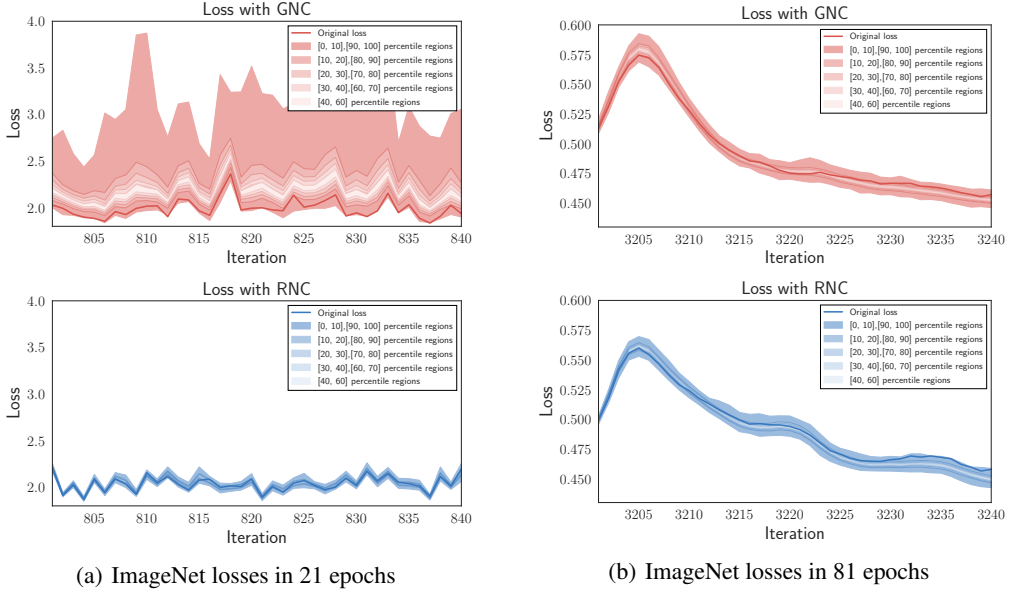 Loss with GNC
4.0
3.5
3.0
2.5
2.0
Loss
Original loss
[0, 10],[90, 100] percentile regions
[10, 20],[80, 90] percentile regions
[20, 30],[70, 80] percentile regions
[30, 40],[60, 70] percentile regions
[40, 60] percentile regions
805 810 815 820 825 830 835 840
Iteration
Loss with GNC
0.600
0.575
0.550
0.525
0.500
0.475
0.450
Loss
Original loss
[0, 10],[90, 100] percentile regions
[10, 20],[80, 90] percentile regions
[20, 30],[70, 80] percentile regions
[30, 40],[60, 70] percentile regions
[40, 60] percentile regions
3205 3210 3215 3220 3225 3230 3235 3240
Iteration
Loss with RNC
4.0
3.5
3.0
2.5
2.0
Loss
Original loss
[0, 10],[90, 100] percentile regions
[10, 20],[80, 90] percentile regions
[20, 30],[70, 80] percentile regions
[30, 40],[60, 70] percentile regions
[40, 60] percentile regions
805 810 815 820 825 830 835 840
Iteration
Loss with RNC
0.600
0.575
0.550
0.525
0.500
0.475
0.450
Loss
Original loss
[0, 10],[90, 100] percentile regions
[10, 20],[80, 90] percentile regions
[20, 30],[70, 80] percentile regions
[30, 40],[60, 70] percentile regions
[40, 60] percentile regions
3205 3210 3215 3220 3225 3230 3235 3240
Iteration
(a) ImageNet losses in 21 epochs
(b) ImageNet losses in 81 epochs